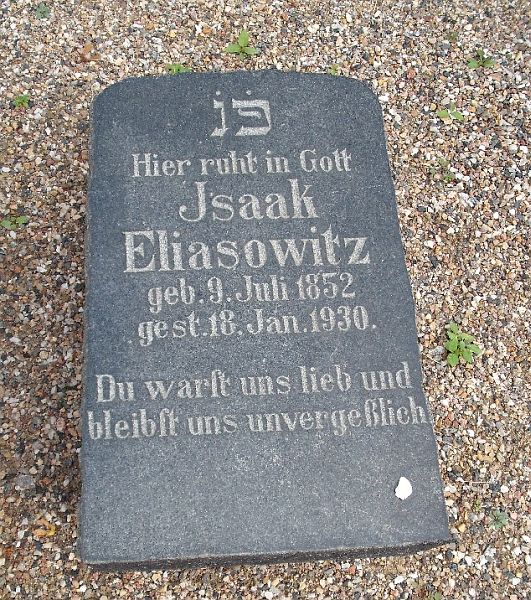 פ̇נ̇
Hier ruht in Gott
Jsaak
Eliasowitz
geb. 9. Juli 1852
gest. 18. Jan. 1930.
Du warſt uns lieb und
bleibſt uns unvergeßlich.